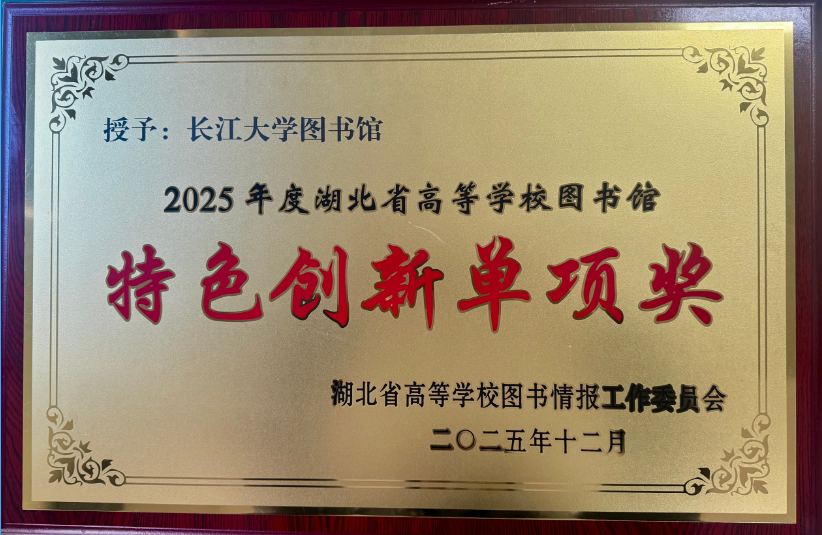 授予：长江大学图书馆
2025年度湖北省高等学校图书馆
特色创新单项奖
湖北省高等学校图书情报工作委员会
二〇二五年十二月